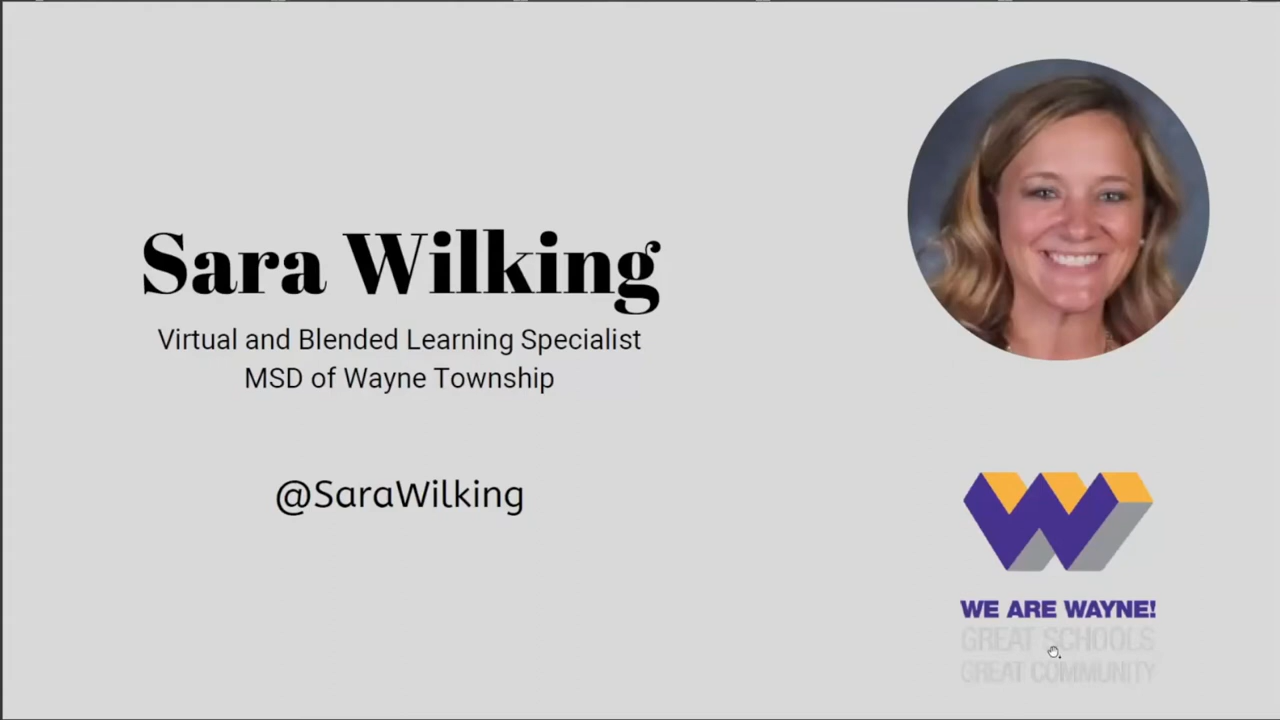 Sara Wilking
Virtual and Blended Learning Specialist
MSD of Wayne Township
@SaraWilking
WE ARE WAYNE!
GREAT SCHOOLS
GREAT COMMUNITY